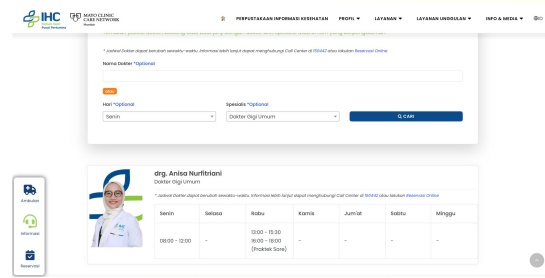 IHC
MAYO CLINIC
CARE NETWORK
Member
PERPUSTAKAAN INFORMASI KESEHATAN
PROFIL
LAYANAN
LAYANAN UNGGULAN
INFO & MEDIA
* Jadwal Dokter dapat berubah sewaktu-waktu. Informasi lebih lanjut dapat menghubungi Call Center di 150442 atau lakukan Reservasi Online
Nama Dokter *Optional
Hari *Optional
Spesialis *Optional
Senin
Dokter Gigi Umum
CARI
drg. Anisa Nurfitriani
Dokter Gigi Umum
* Jadwal Dokter dapat berubah sewaktu-waktu. Informasi lebih lanjut dapat menghubungi Call Center di 150442 atau lakukan Reservasi Online
Senin Selasa Rabu Kamis Jum'at Sabtu Minggu
08:00 - 12:00 - 13:00 - 15:30 - - - -
16:00 - 18:00
(Praktek Sore)
Ambulan
Informasi
Reservasi